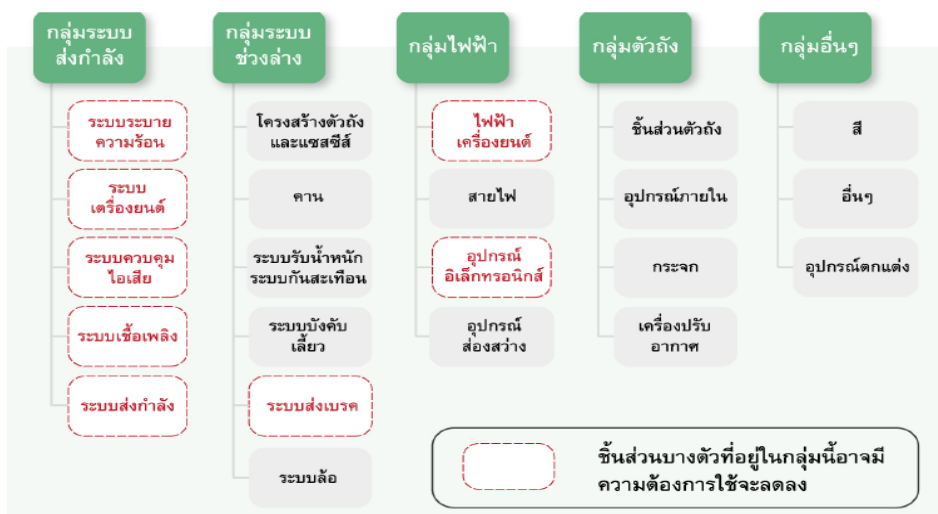 กลุ่มระบบ
ส่งกำลัง
กลุ่มระบบ
ช่วงล่าง
กลุ่มไฟฟ้า
กลุ่มตัวถัง
กลุ่มอื่นๆ
ระบบระบาย
ความร้อน
ระบบ
เครื่องยนต์
ระบบควบคุม
ไอเสีย
ระบบเชื้อเพลิง
ระบบส่งกำลัง
โครงสร้างตัวถัง
และแชสซีส์
คาน
ระบบรับน้ำหนัก
ระบบกันสะเทือน
ระบบบังคับ
เลี้ยว
ระบบส่งเบรค
ระบบล้อ
ไฟฟ้า
เครื่องยนต์
สายไฟ
อุปกรณ์
อิเล็กทรอนิกส์
อุปกรณ์
ส่องสว่าง
ชิ้นส่วนตัวถัง
อุปกรณ์ภายใน
กระจก
เครื่องปรับ
อากาศ
สี
อื่นๆ
อุปกรณ์ตกแต่ง
ชิ้นส่วนบางตัวที่อยู่ในกลุ่มนี้อาจมี
ความต้องการใช้จะลดลง